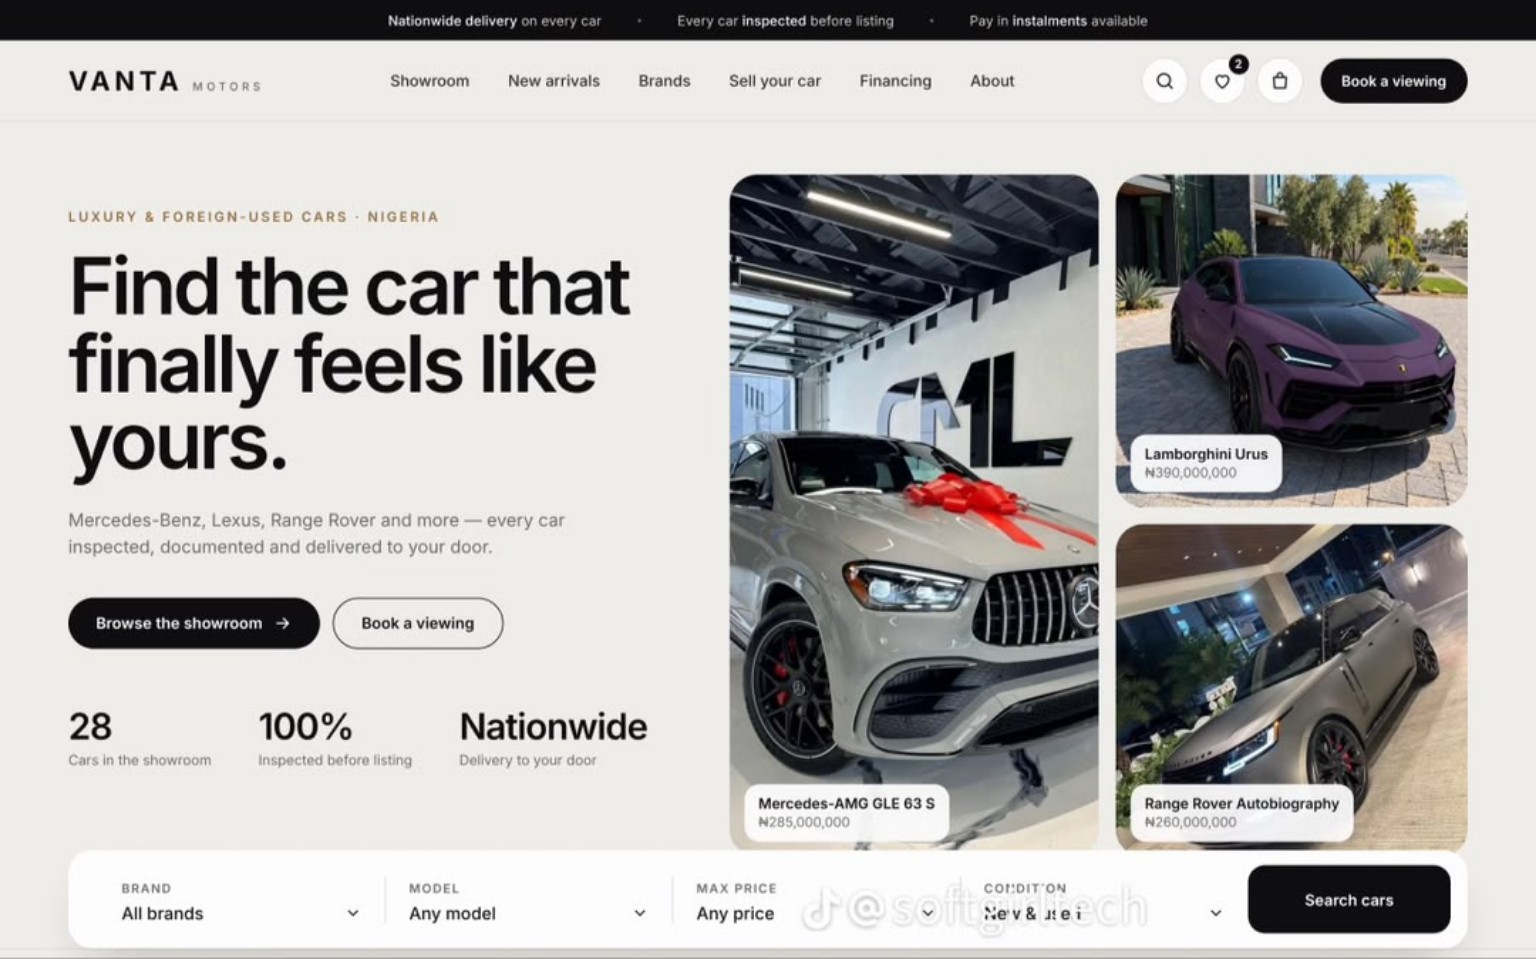 Nationwide delivery on every car • Every car inspected before listing • Pay in instalments available
VANTA MOTORS
Showroom
New arrivals
Brands
Sell your car
Financing
About
2
Book a viewing
LUXURY & FOREIGN-USED CARS · NIGERIA
Find the car that
finally feels like
yours.
Mercedes-Benz, Lexus, Range Rover and more — every car
inspected, documented and delivered to your door.
Browse the showroom →
Book a viewing
28
Cars in the showroom
100%
Inspected before listing
Nationwide
Delivery to your door
Mercedes-AMG GLE 63 S
₦285,000,000
Lamborghini Urus
₦390,000,000
Range Rover Autobiography
₦260,000,000
BRAND
All brands
MODEL
Any model
MAX PRICE
Any price
CONDITION
New & used
Search cars
@softgirltech